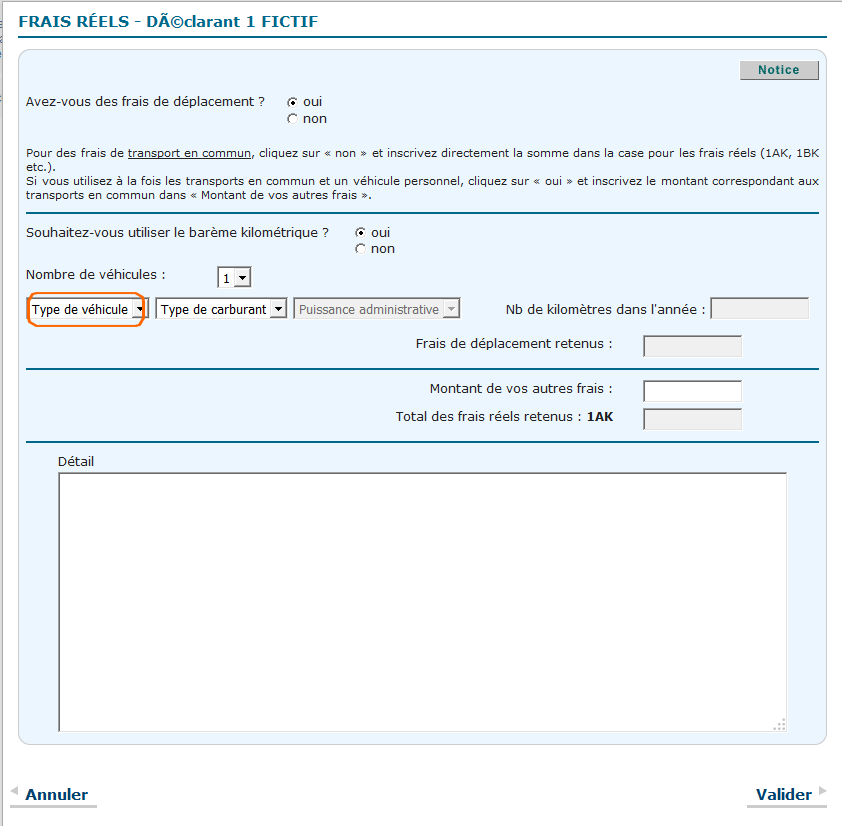 FRAIS RÉELS - DÃ©clarant 1 FICTIF
Notice
Avez-vous des frais de déplacement ? oui
non
Pour des frais de transport en commun, cliquez sur « non » et inscrivez directement la somme dans la case pour les frais réels (1AK, 1BK
etc.).
Si vous utilisez à la fois les transports en commun et un véhicule personnel, cliquez sur « oui » et inscrivez le montant correspondant aux
transports en commun dans « Montant de vos autres frais ».
Souhaitez-vous utiliser le barème kilométrique ? oui
non
Nombre de véhicules : 1
Type de véhicule Type de carburant Puissance administrative Nb de kilomètres dans l'année :
Frais de déplacement retenus :
Montant de vos autres frais :
Total des frais réels retenus : 1AK
Détail
Annuler Valider